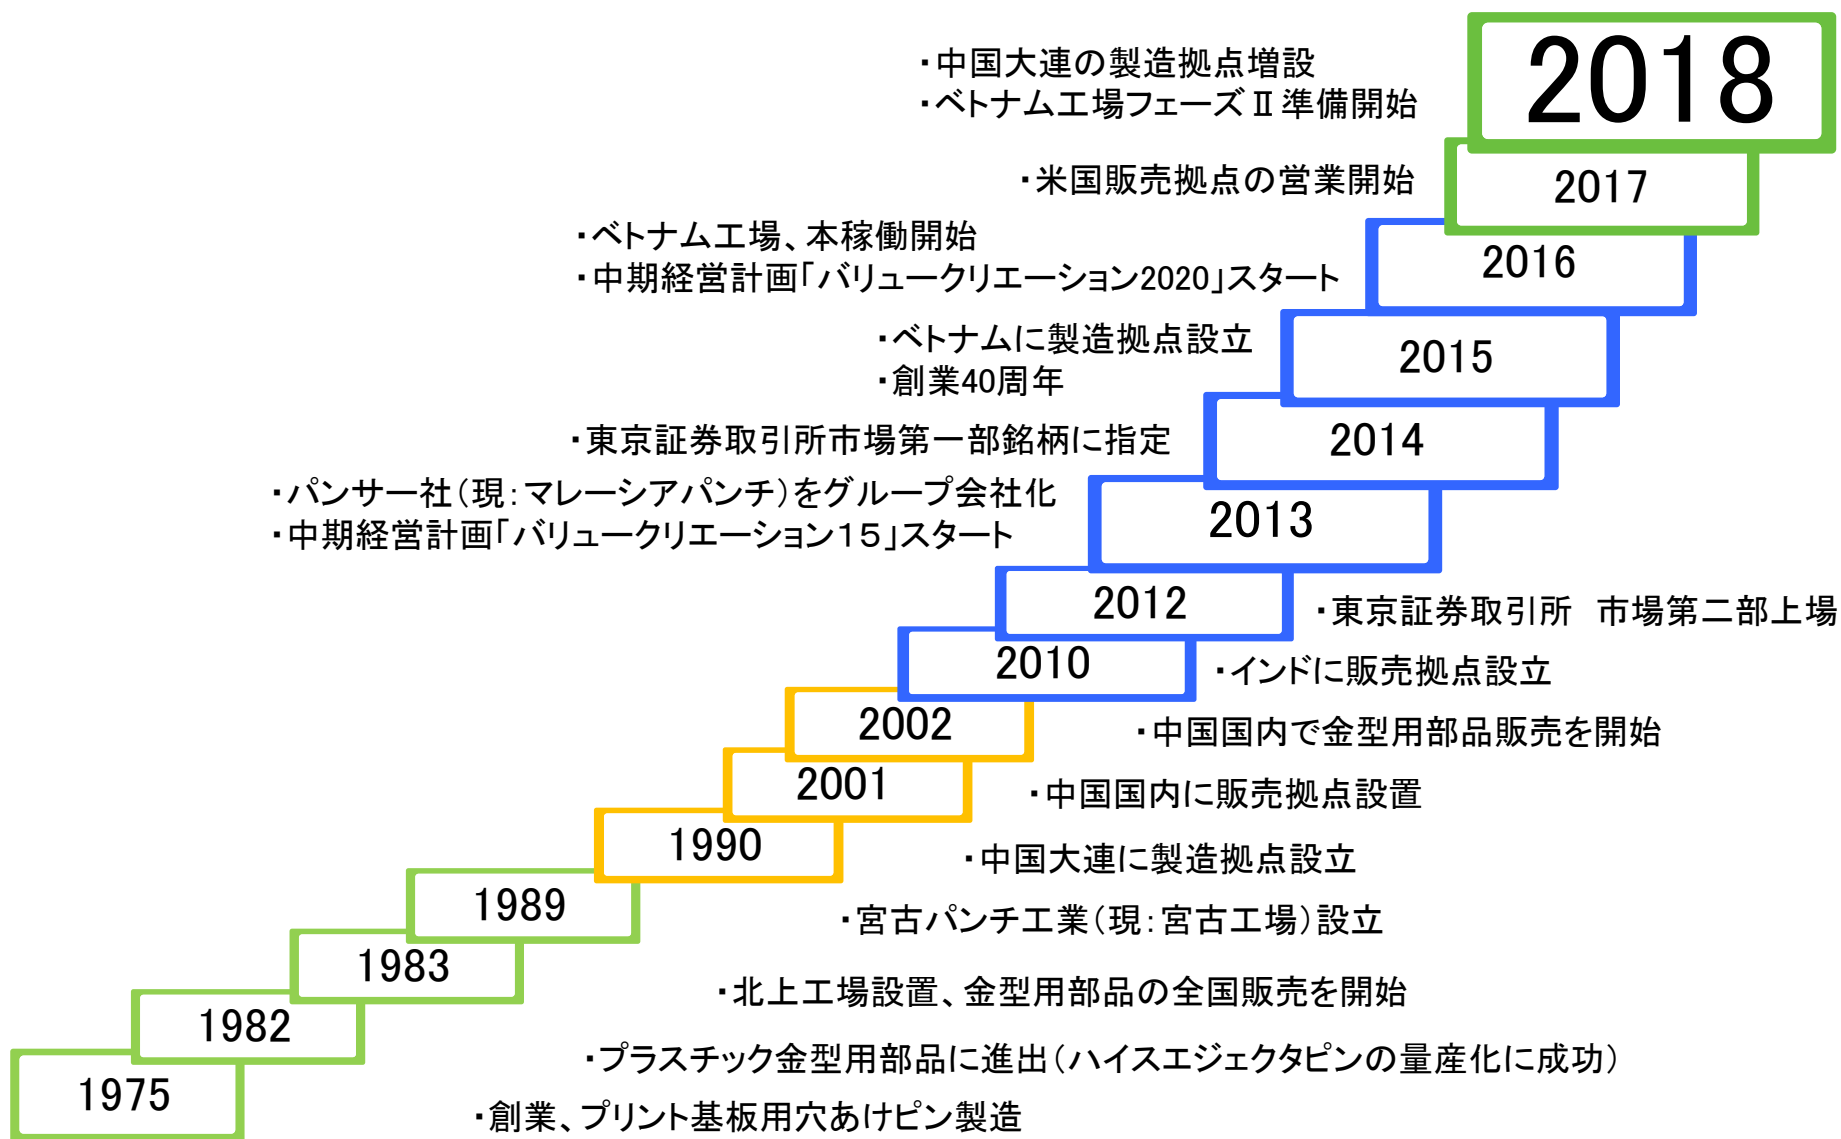 ・中国大連の製造拠点増設
・ベトナム工場フェーズⅡ準備開始
2018
・米国販売拠点の営業開始
2017
・ベトナム工場、本稼働開始
・中期経営計画「バリュークリエーション2020」スタート
2016
・ベトナムに製造拠点設立
・創業40周年
2015
・東京証券取引所市場第一部銘柄に指定
2014
・パンサー社(現:マレーシアパンチ)をグループ会社化
・中期経営計画「バリュークリエーション15」スタート
2013
2012
・東京証券取引所　市場第二部上場
2010
・インドに販売拠点設立
2002
・中国国内で金型用部品販売を開始
2001
・中国国内に販売拠点設置
1990
・中国大連に製造拠点設立
1989
・宮古パンチ工業(現:宮古工場)設立
1983
・北上工場設置、金型用部品の全国販売を開始
1982
・プラスチック金型用部品に進出(ハイスエジェクタピンの量産化に成功)
1975
・創業、プリント基板用穴あけピン製造